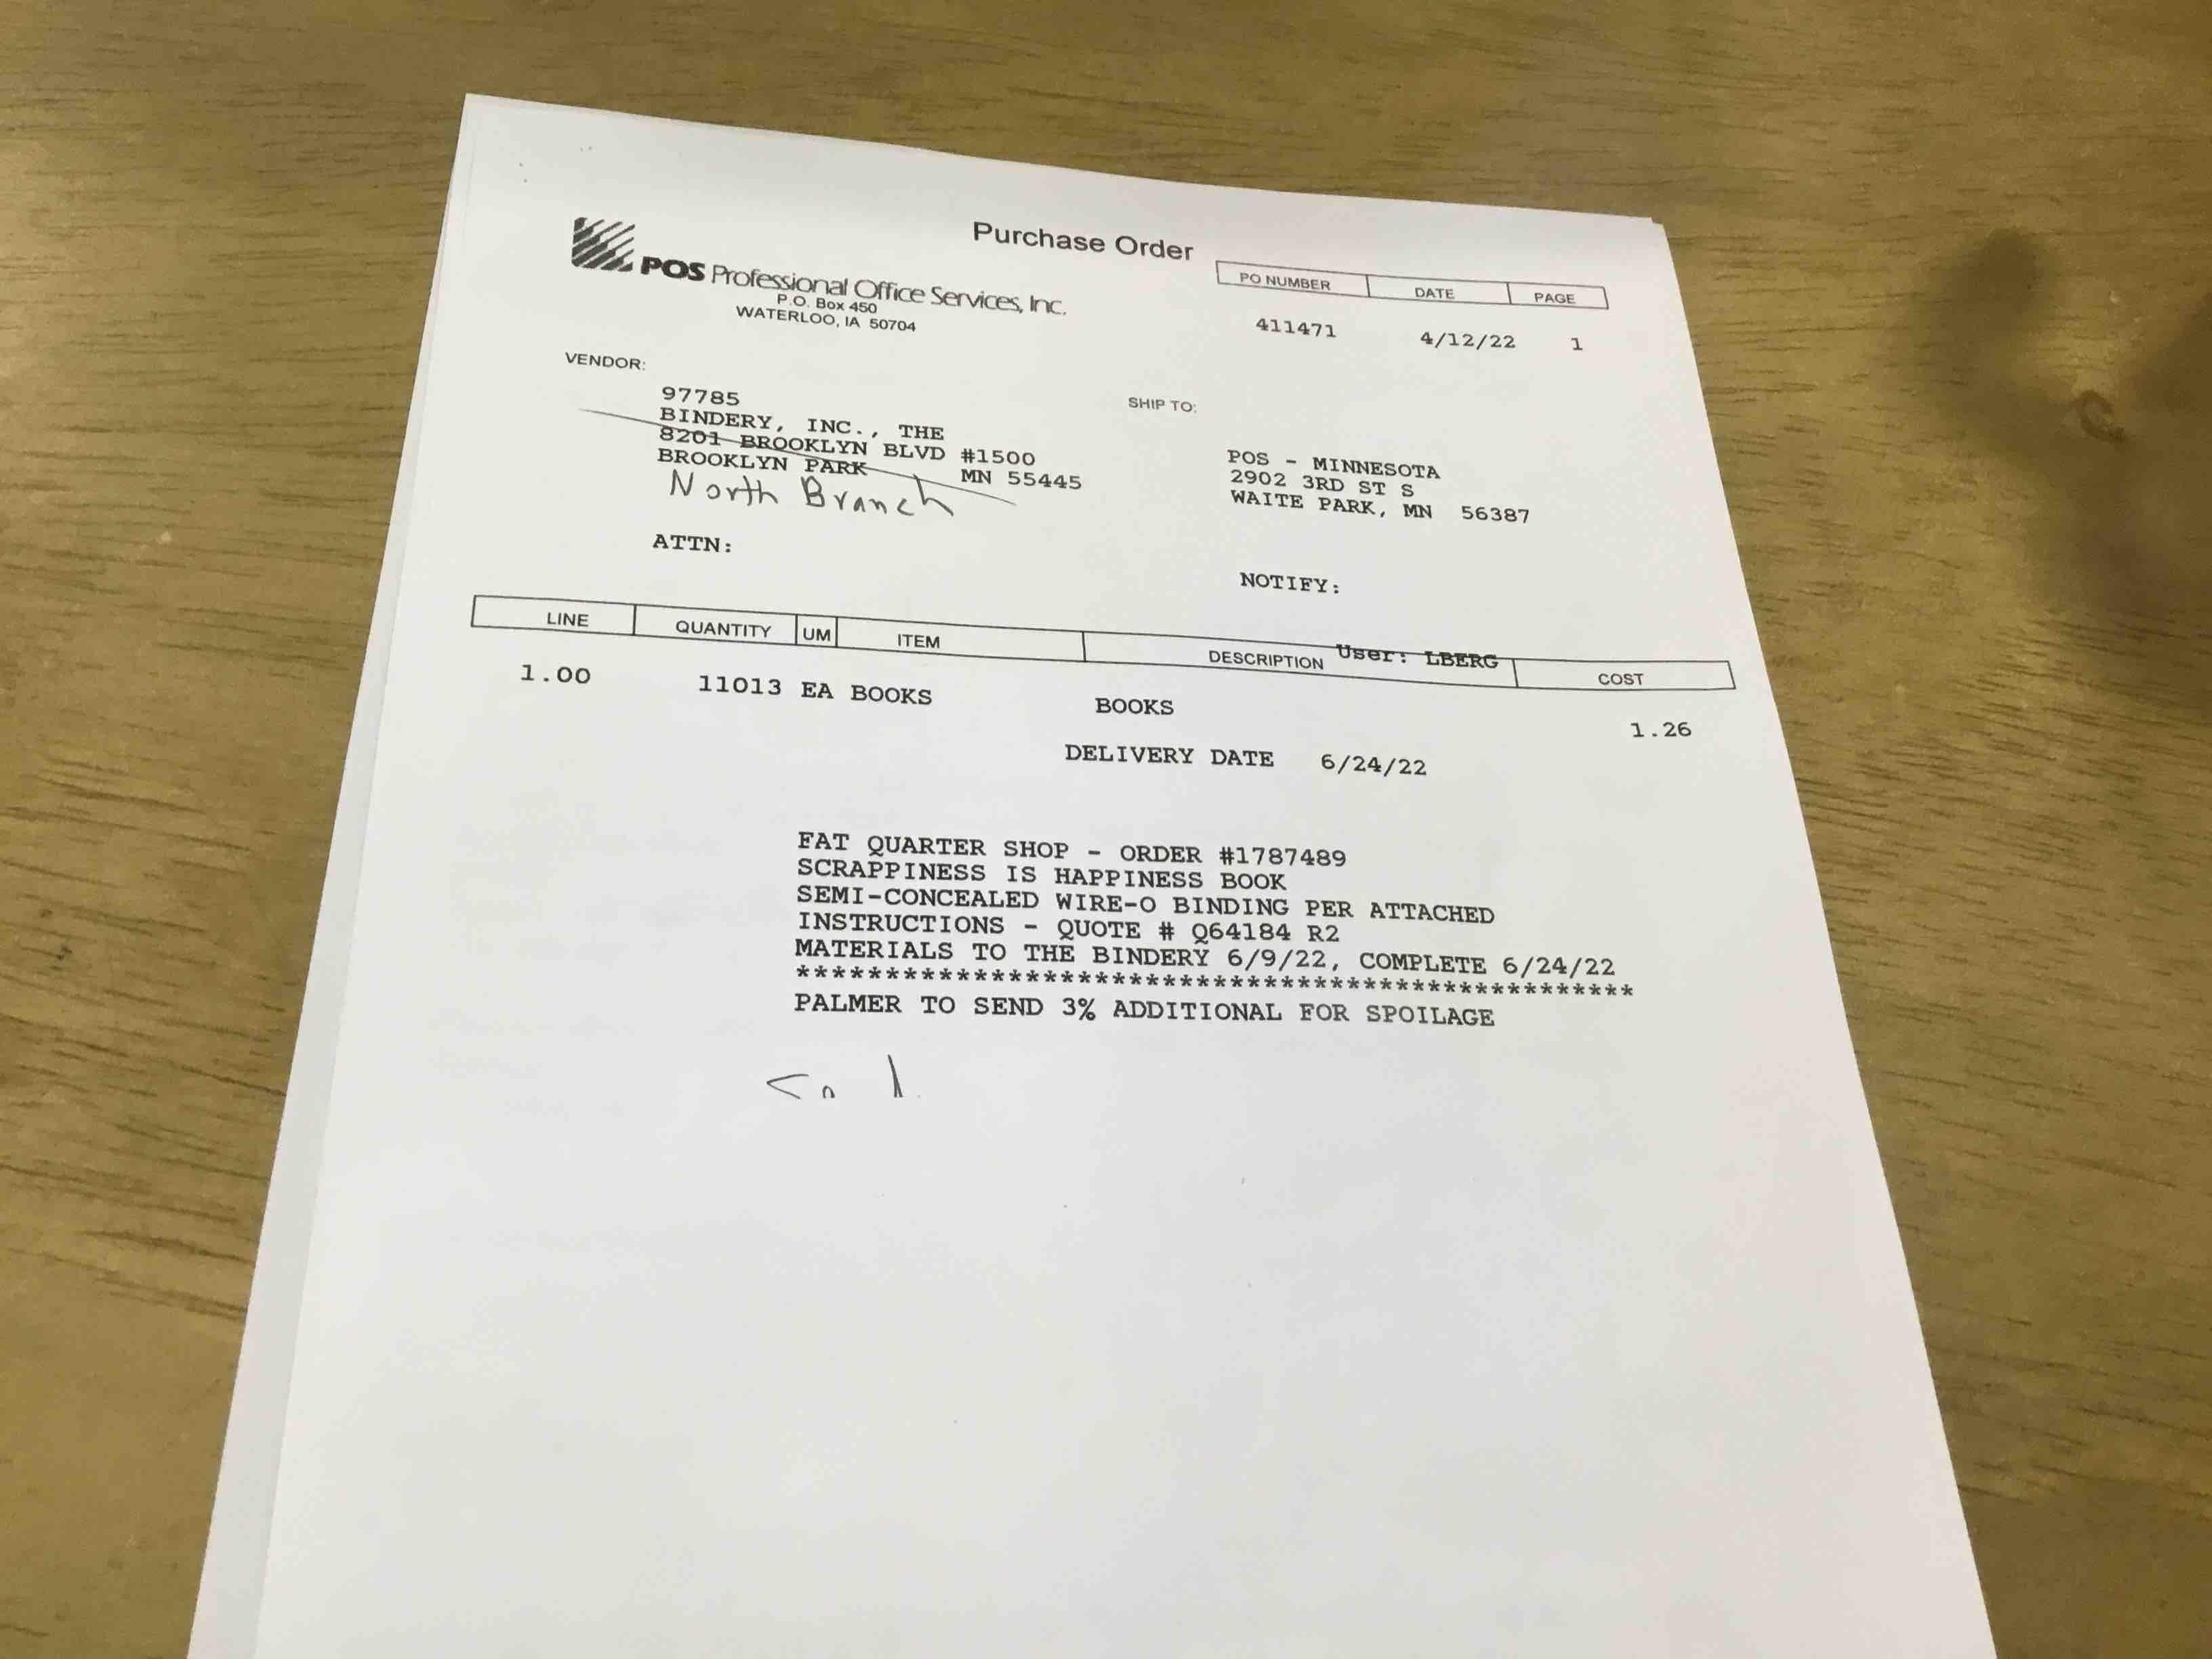 Purchase Order
POS Professional Office Services, Inc.
P.O. Box 450
WATERLOO, IA 50704
PO NUMBER DATE PAGE
411471 4/12/22 1
VENDOR:
97785
BINDERY, INC., THE
8201 BROOKLYN BLVD #1500
BROOKLYN PARK MN 55445
North Branch
ATTN:
SHIP TO:
POS - MINNESOTA
2902 3RD ST S
WAITE PARK, MN 56387
NOTIFY:
LINE QUANTITY UM ITEM DESCRIPTION User: LBERG COST
1.00 11013 EA BOOKS BOOKS 1.26
DELIVERY DATE 6/24/22
FAT QUARTER SHOP - ORDER #1787489
SCRAPPINESS IS HAPPINESS BOOK
SEMI-CONCEALED WIRE-O BINDING PER ATTACHED
INSTRUCTIONS - QUOTE # Q64184 R2
MATERIALS TO THE BINDERY 6/9/22, COMPLETE 6/24/22
***********************************************
PALMER TO SEND 3% ADDITIONAL FOR SPOILAGE